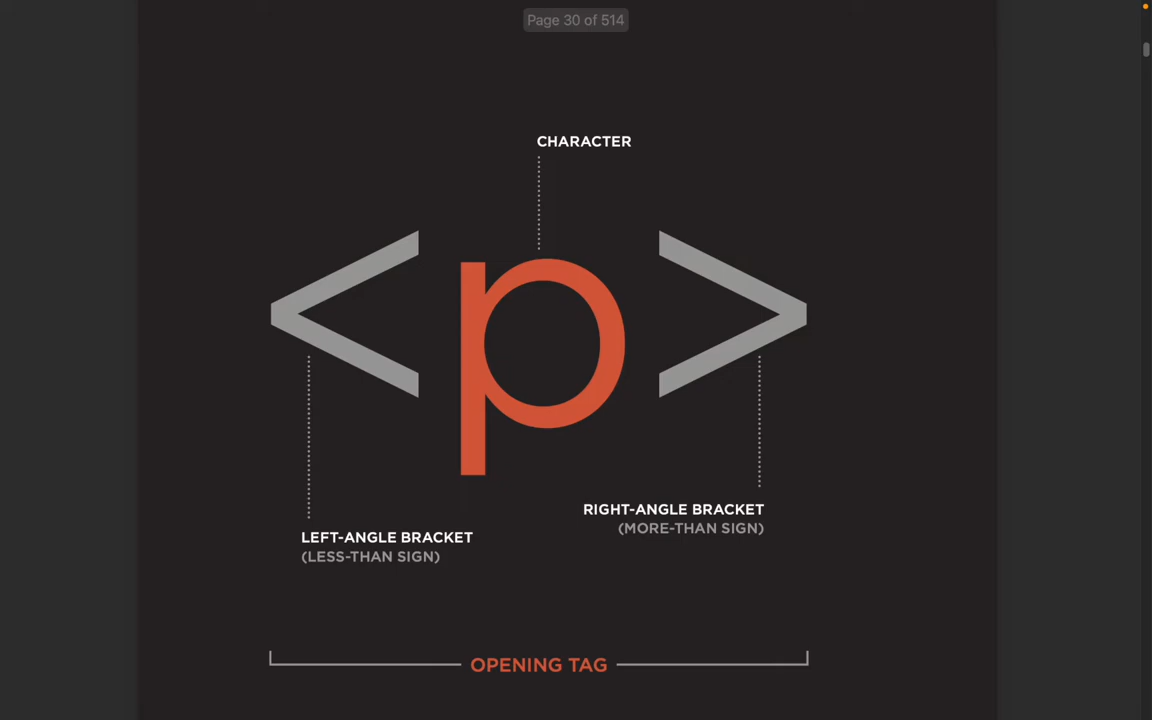 Page 30 of 514
CHARACTER
<p>
RIGHT-ANGLE BRACKET
(MORE-THAN SIGN)
LEFT-ANGLE BRACKET
(LESS-THAN SIGN)
OPENING TAG